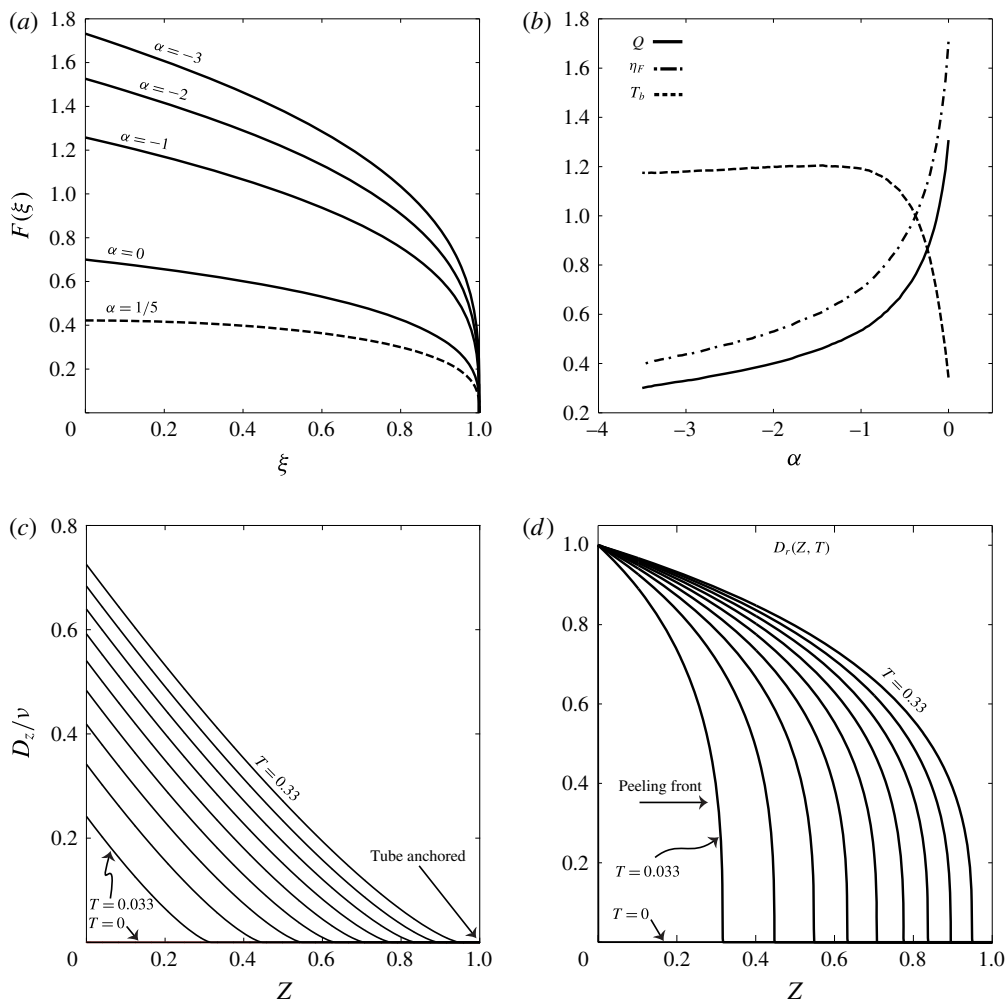 (a)
1.8
1.6
1.4
1.2
1.0
0.8
0.6
0.4
0.2
0
0.2
0.4
0.6
0.8
1.0
F(ξ)
ξ
α = −3
α = −2
α = −1
α = 0
α = 1/5
(b)
1.8
1.6
1.4
1.2
1.0
0.8
0.6
0.4
0.2
−4
−3
−2
−1
0
α
Q
η_F
T_b
(c)
0.8
0.6
0.4
0.2
0
0.2
0.4
0.6
0.8
1.0
D_z/ν
Z
T = 0.33
Tube anchored
T = 0.033
T = 0
(d)
1.0
0.8
0.6
0.4
0.2
0
0.2
0.4
0.6
0.8
1.0
Z
D_r(Z, T)
T = 0.33
Peeling front
T = 0.033
T = 0